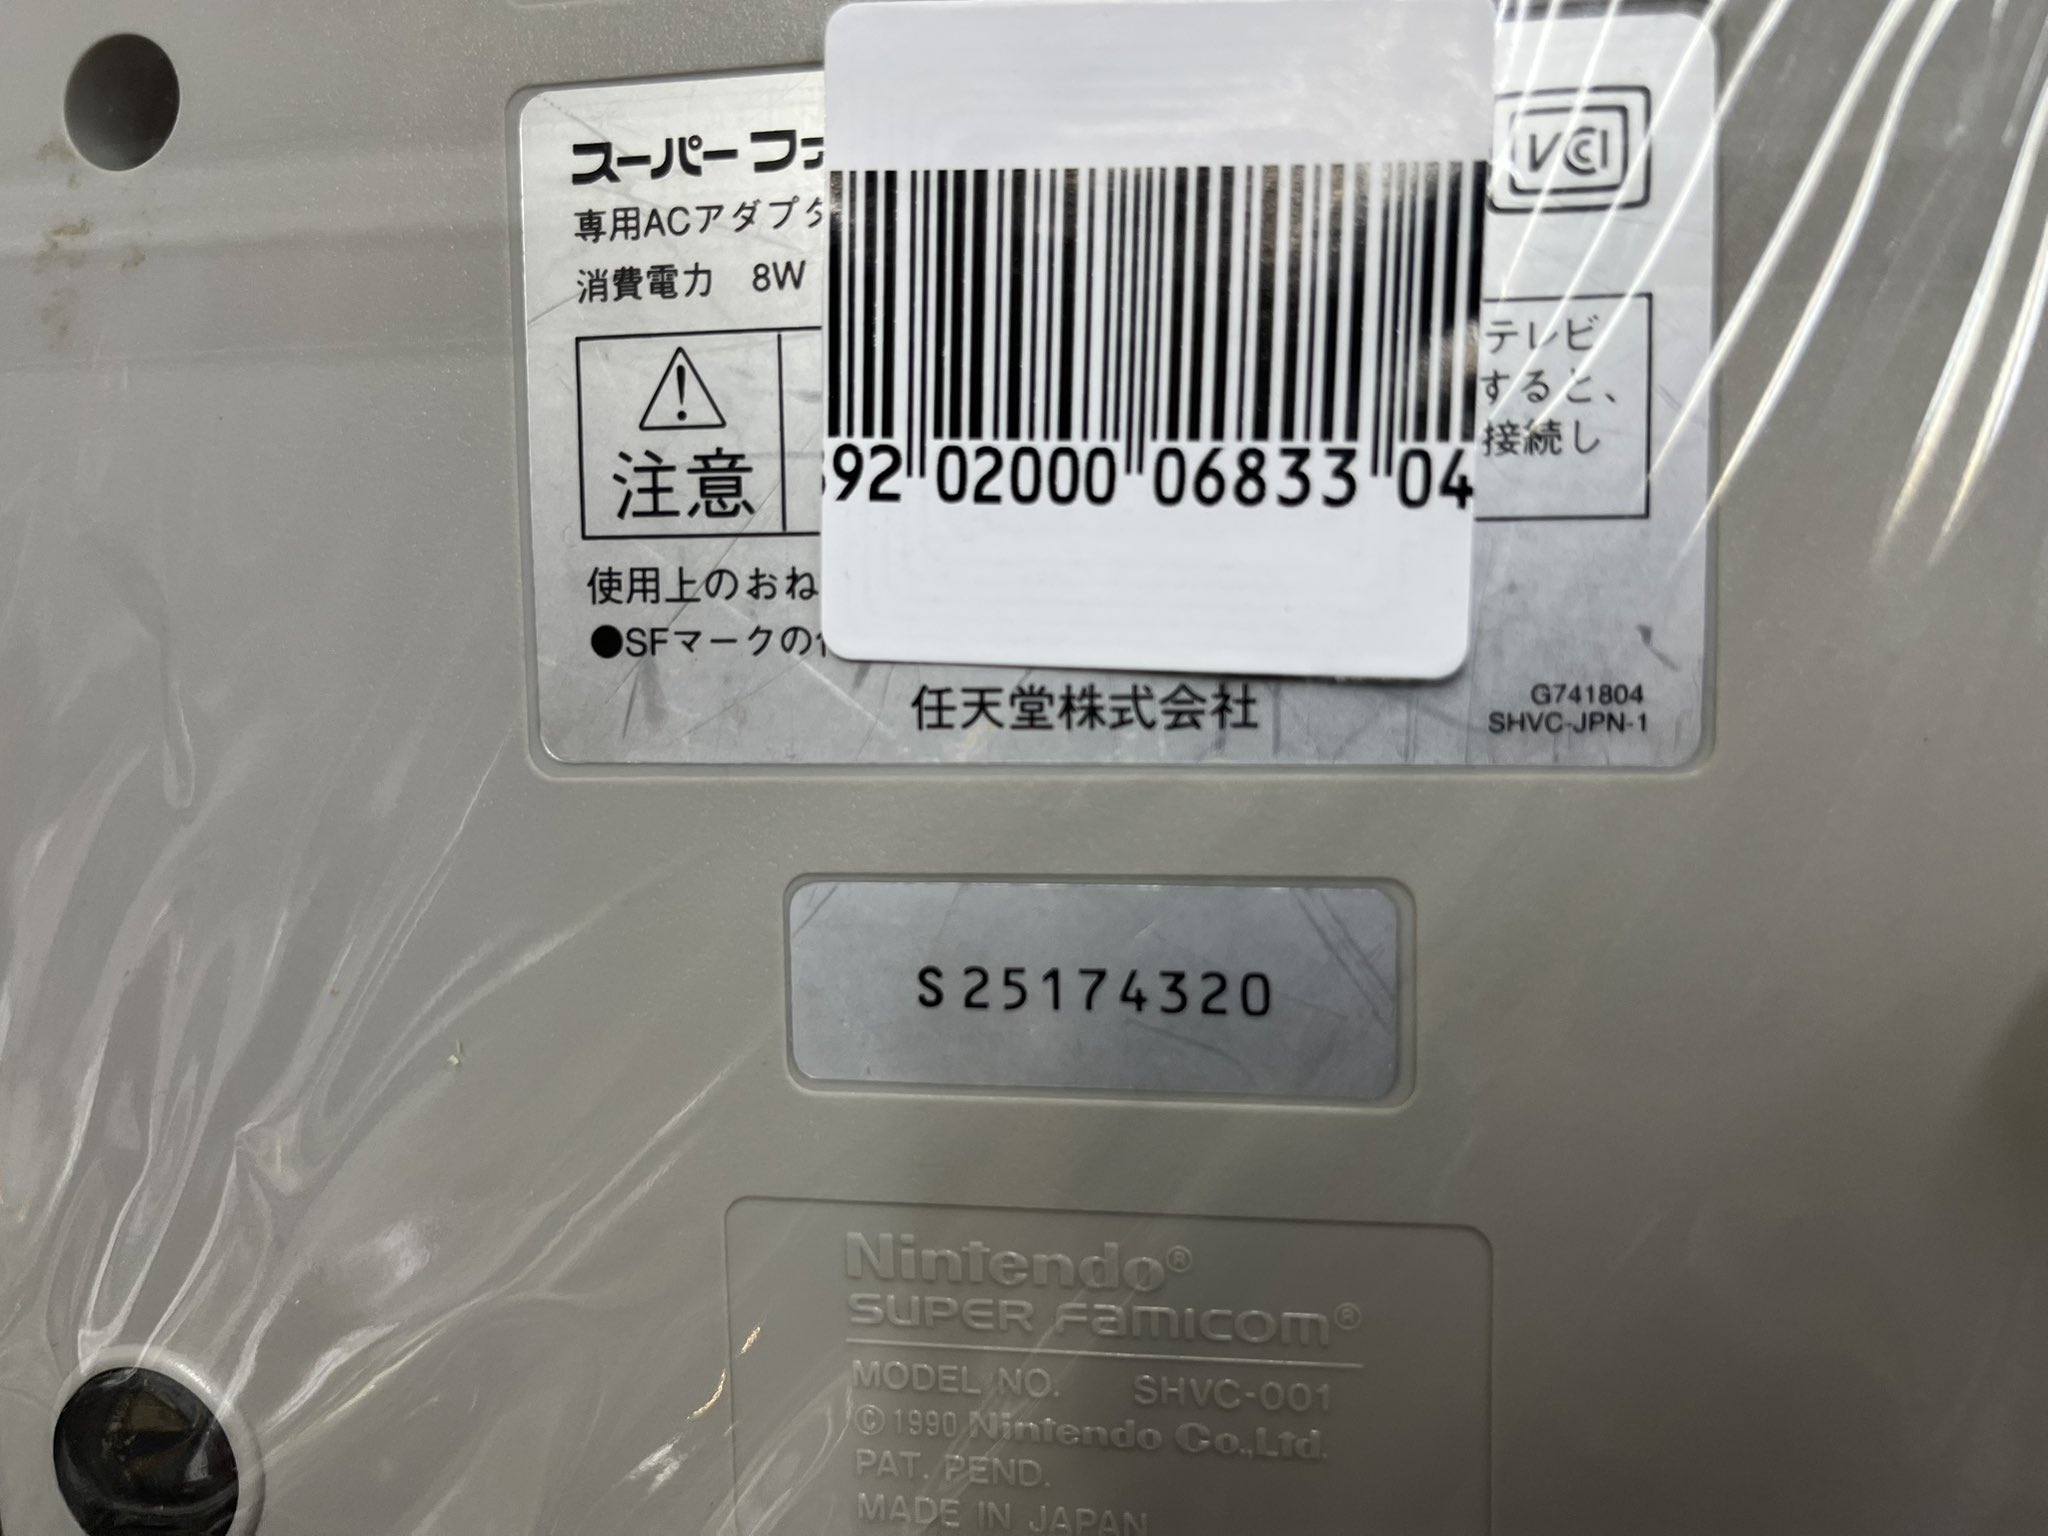 スーパー ファ
VCCI
専用ACアダプタ
消費電力 8W
注意
テレビ
すると、
接続し
92 02000 06833 04
使用上のおね
●SFマークの
任天堂株式会社
G741804
SHVC-JPN-1
S25174320
Nintendo®
SUPER FAMICOM®
MODEL NO. SHVC-001
© 1990 Nintendo Co.,Ltd.
PAT. PEND.
MADE IN JAPAN